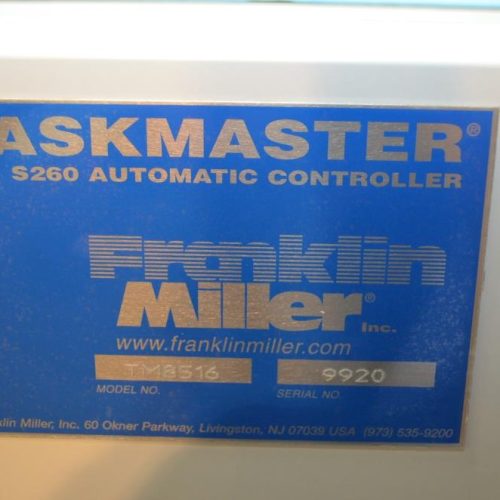 ASKMASTER®
S260 AUTOMATIC CONTROLLER
Franklin
Miller® Inc.
www.franklinmiller.com
TM8516 9920
MODEL NO. SERIAL NO.
klin Miller, Inc. 60 Okner Parkway, Livingston, NJ 07039 USA (973) 535-9200